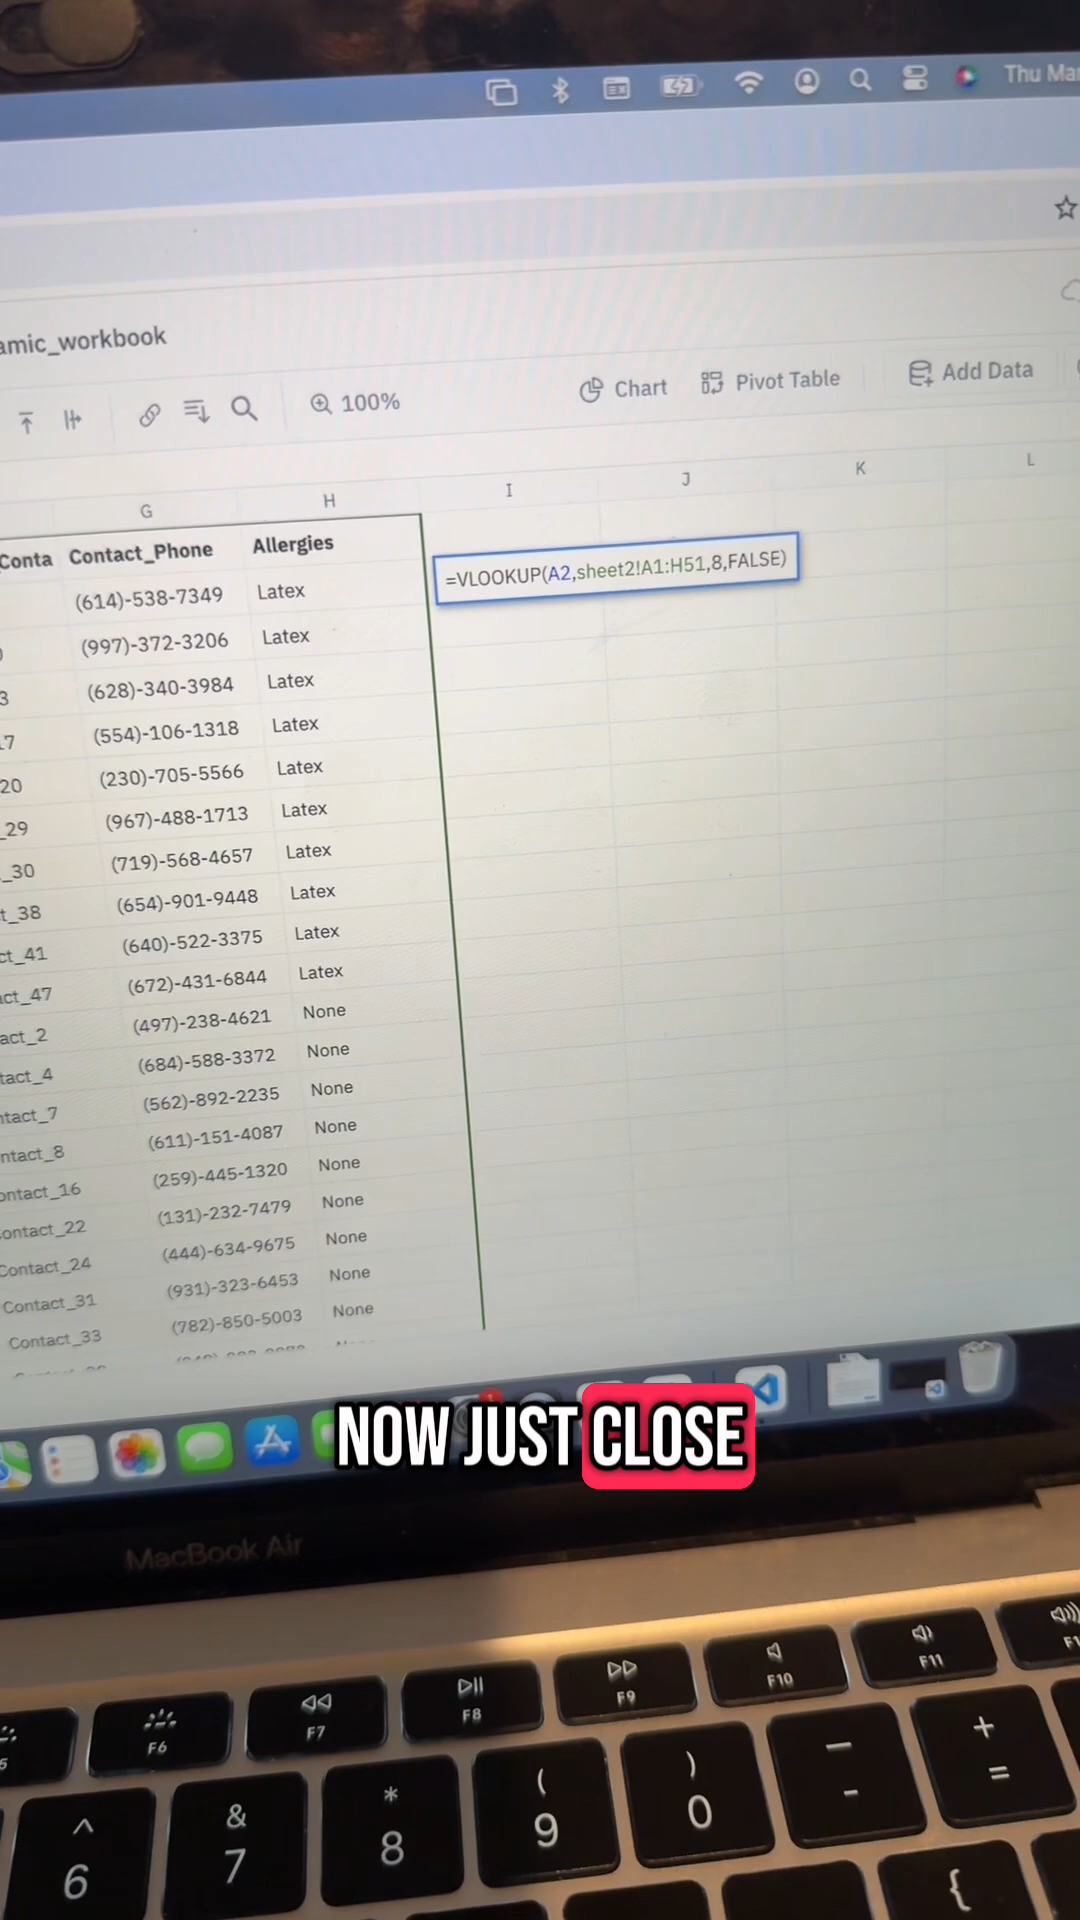 Thu Mar
amic_workbook
100%
Chart
Pivot Table
Add Data
G H I J K L
Conta Contact_Phone Allergies
=VLOOKUP(A2,sheet2!A1:H51,8,FALSE)
(614)-538-7349 Latex
0 (997)-372-3206 Latex
3 (628)-340-3984 Latex
17 (554)-106-1318 Latex
20 (230)-705-5566 Latex
_29 (967)-488-1713 Latex
_30 (719)-568-4657 Latex
t_38 (654)-901-9448 Latex
ct_41 (640)-522-3375 Latex
act_47 (672)-431-6844 Latex
act_2 (497)-238-4621 None
tact_4 (684)-588-3372 None
ntact_7 (562)-892-2235 None
ntact_8 (611)-151-4087 None
ontact_16 (259)-445-1320 None
ontact_22 (131)-232-7479 None
Contact_24 (444)-634-9675 None
Contact_31 (931)-323-6453 None
Contact_33 (782)-850-5003 None
NOW JUST CLOSE
MacBook Air
F6 F7 F8 F9 F10 F11
^ & * ( ) — +
6 7 8 9 0 - =
{